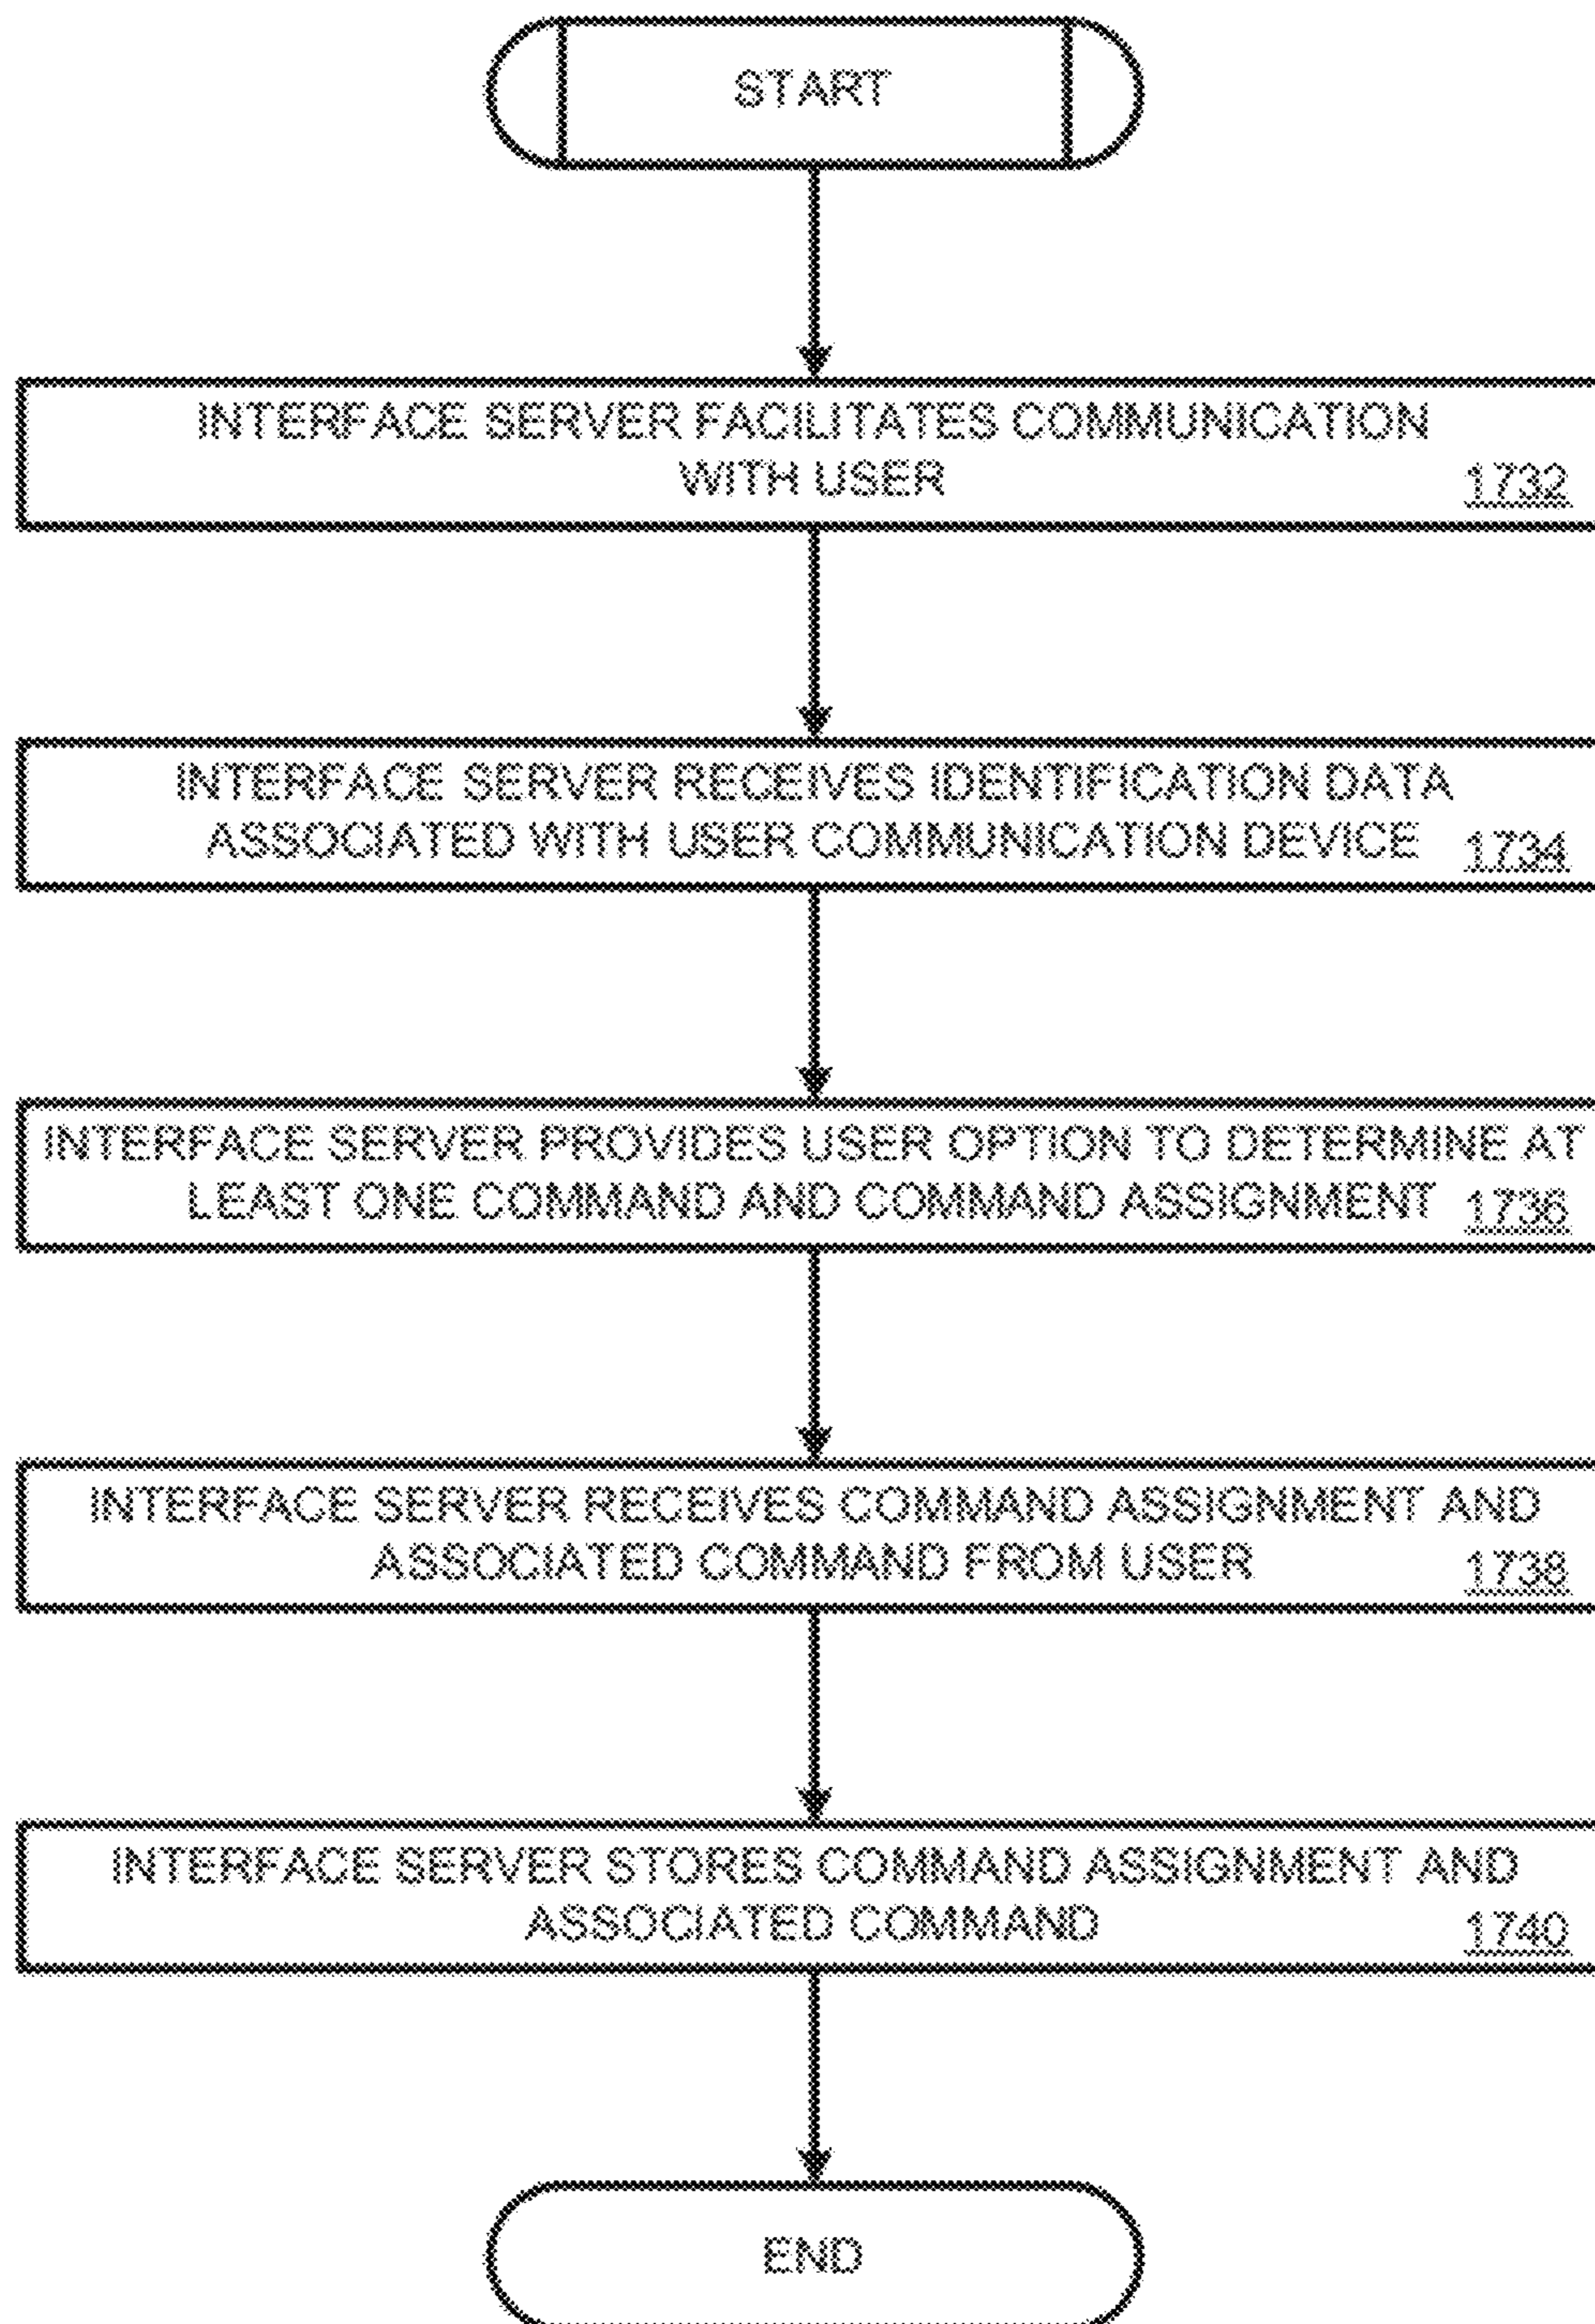 START
INTERFACE SERVER FACILITATES COMMUNICATION
WITH USER
1732
INTERFACE SERVER RECEIVES IDENTIFICATION DATA
ASSOCIATED WITH USER COMMUNICATION DEVICE
1734
INTERFACE SERVER PROVIDES USER OPTION TO DETERMINE AT
LEAST ONE COMMAND AND COMMAND ASSIGNMENT
1736
INTERFACE SERVER RECEIVES COMMAND ASSIGNMENT AND
ASSOCIATED COMMAND FROM USER
1738
INTERFACE SERVER STORES COMMAND ASSIGNMENT AND
ASSOCIATED COMMAND
1740
END